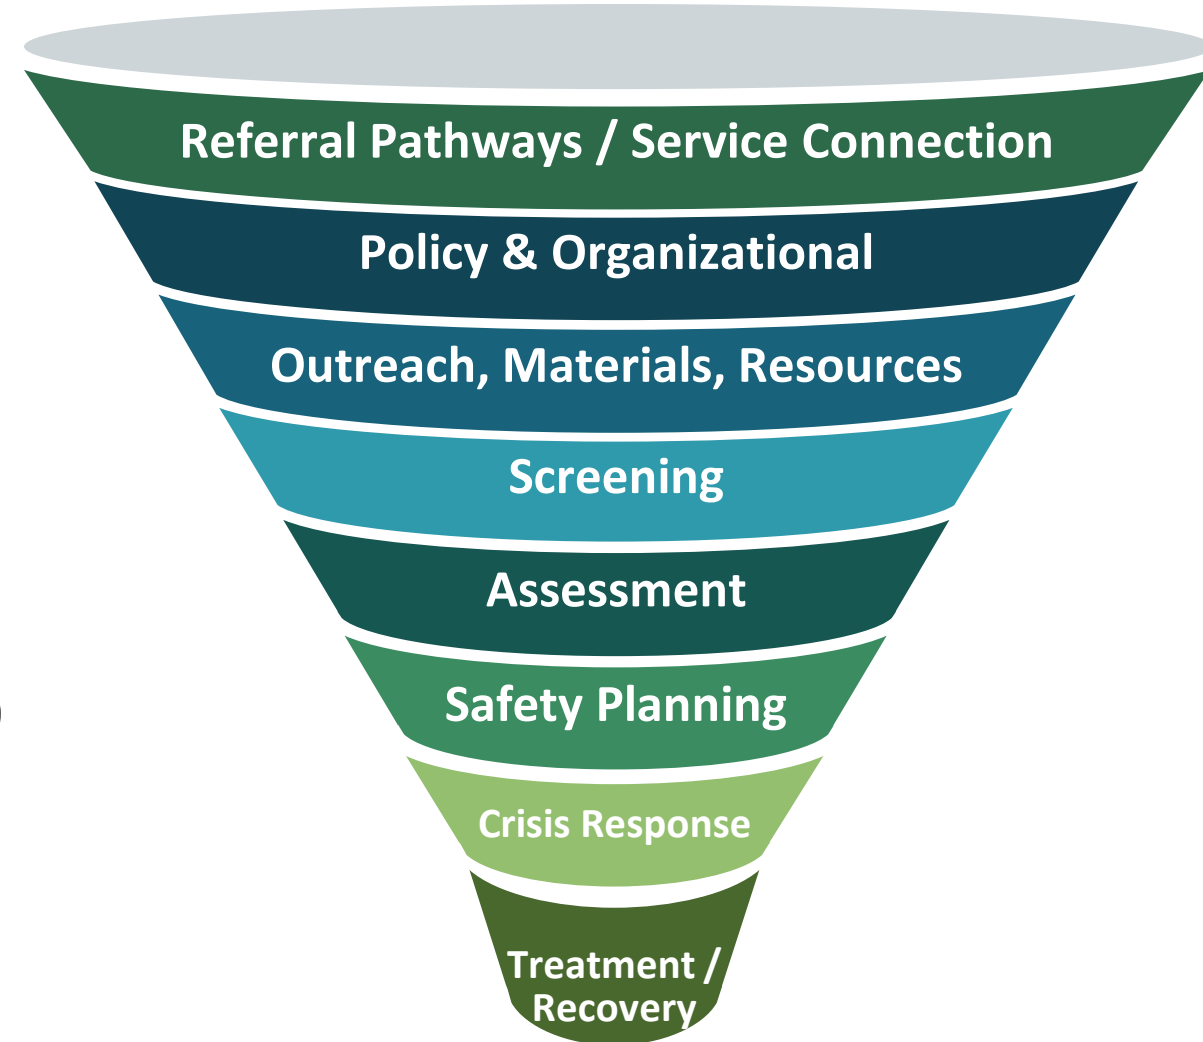 Referral Pathways / Service Connection
Policy & Organizational
Outreach, Materials, Resources
Screening
Assessment
Safety Planning
Crisis Response
Treatment /
Recovery